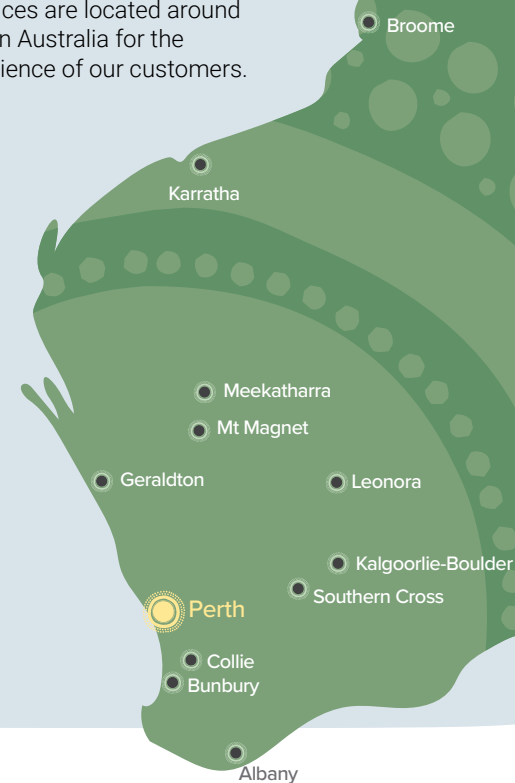 ces are located around
n Australia for the
ience of our customers.
Broome
Karratha
Meekatharra
Mt Magnet
Geraldton
Leonora
Kalgoorlie-Boulder
Southern Cross
Perth
Collie
Bunbury
Albany